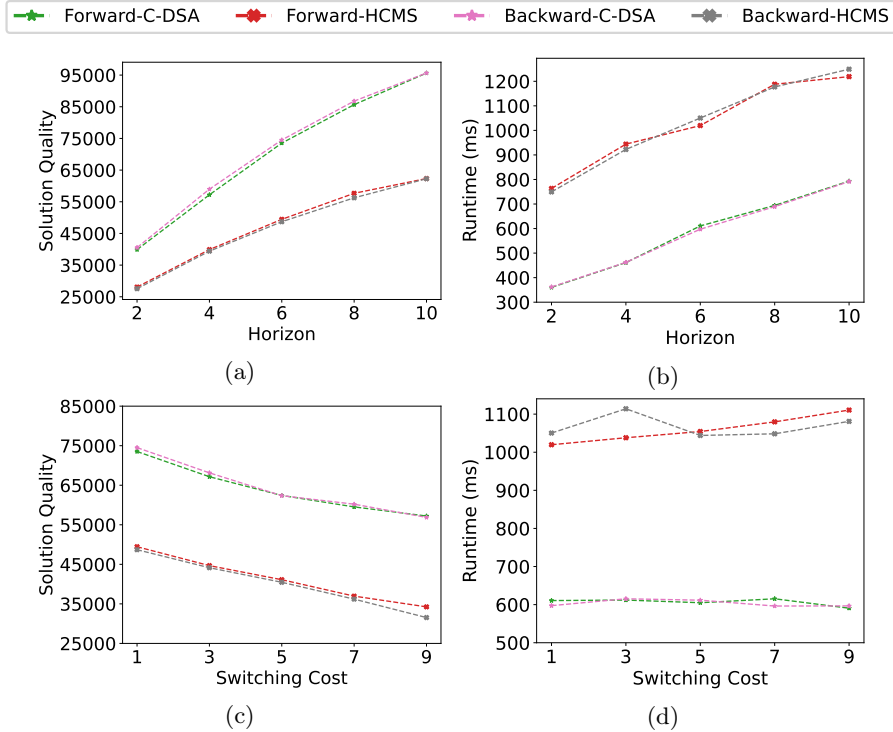 Forward-C-DSA Forward-HCMS Backward-C-DSA Backward-HCMS
95000
85000
75000
65000
55000
45000
35000
25000
Solution Quality
2 4 6 8 10
Horizon
(a)
1200
1100
1000
900
800
700
600
500
400
300
Runtime (ms)
2 4 6 8 10
Horizon
(b)
85000
75000
65000
55000
45000
35000
25000
Solution Quality
1 3 5 7 9
Switching Cost
(c)
1100
1000
900
800
700
600
500
Runtime (ms)
1 3 5 7 9
Switching Cost
(d)